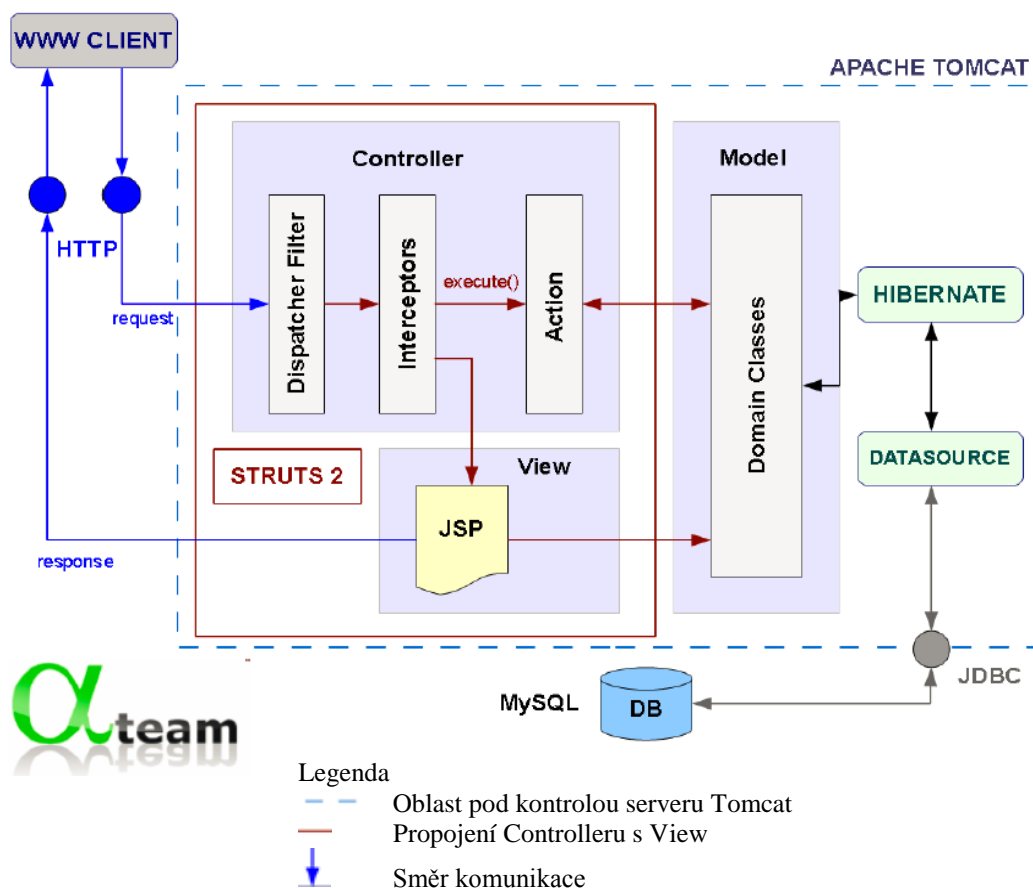 WWW CLIENT
APACHE TOMCAT
Controller
Model
HTTP
request
Dispatcher Filter
Interceptors
execute()
Action
Domain Classes
HIBERNATE
DATASOURCE
STRUTS 2
View
JSP
response
JDBC
MySQL
DB
αteam
Legenda
Oblast pod kontrolou serveru Tomcat
Propojení Controlleru s View
Směr komunikace